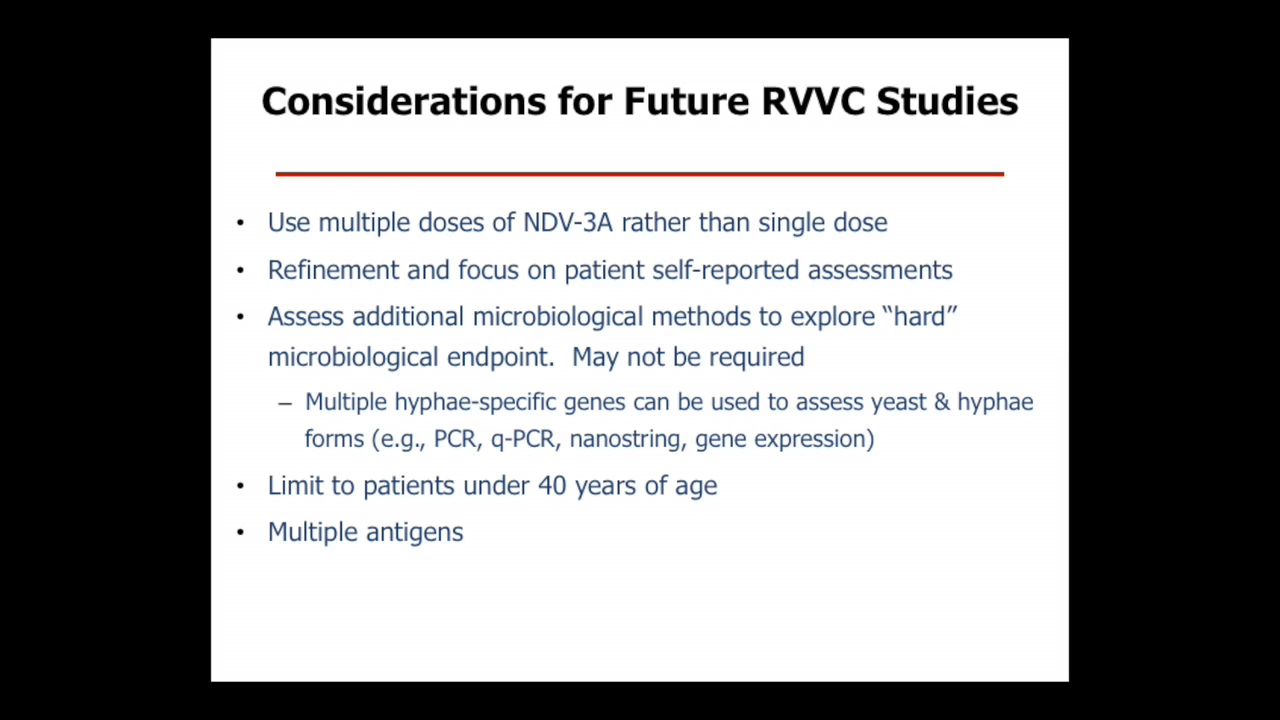 Considerations for Future RVVC Studies
• Use multiple doses of NDV-3A rather than single dose
• Refinement and focus on patient self-reported assessments
• Assess additional microbiological methods to explore “hard”
microbiological endpoint.  May not be required
– Multiple hyphae-specific genes can be used to assess yeast & hyphae
forms (e.g., PCR, q-PCR, nanostring, gene expression)
• Limit to patients under 40 years of age
• Multiple antigens